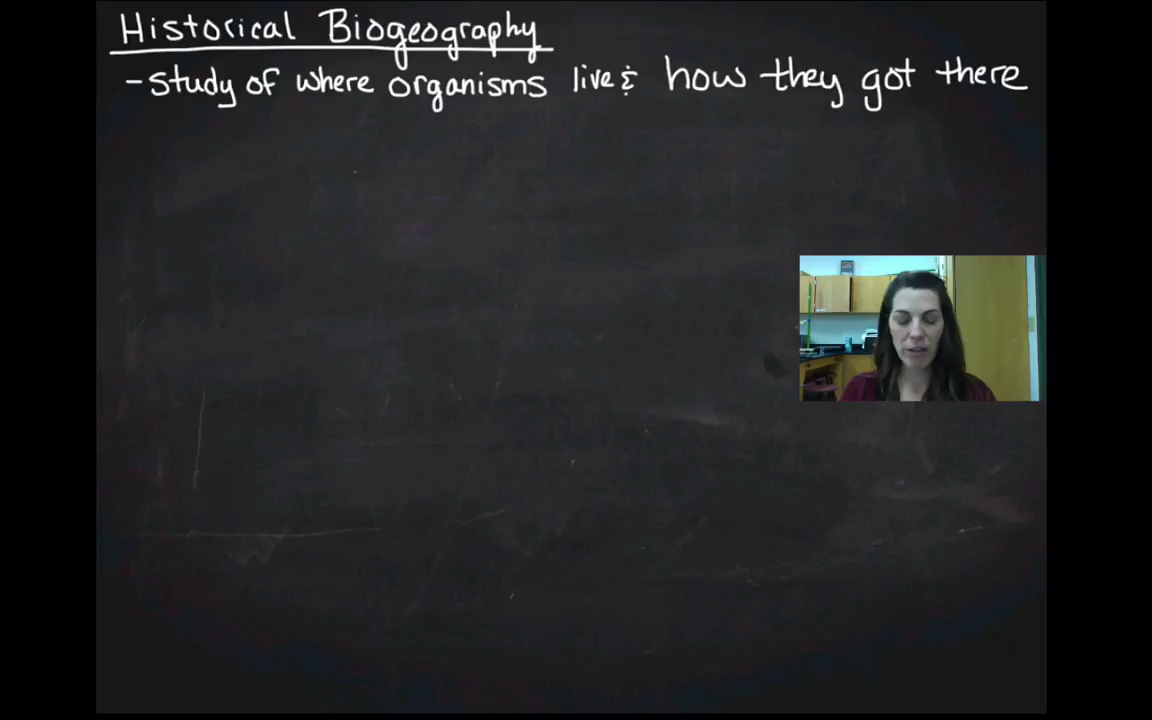 Historical Biogeography
- study of where organisms live & how they got there